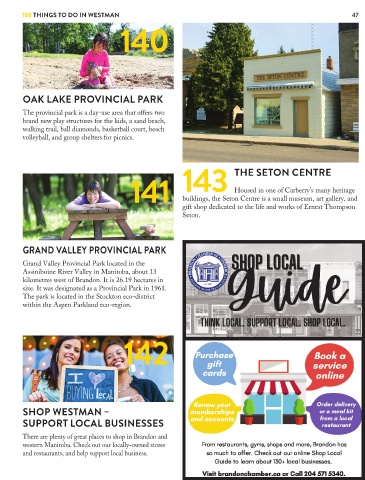 150 THINGS TO DO IN WESTMAN
47
140
OAK LAKE PROVINCIAL PARK
The provincial park is a day-use area that offers two
brand new play structures for the kids, a sand beach,
walking trail, ball diamonds, basketball court, beach
volleyball, and group shelters for picnics.
141
GRAND VALLEY PROVINCIAL PARK
Grand Valley Provincial Park located in the
Assiniboine River Valley in Manitoba, about 13
kilometres west of Brandon. It is 26.19 hectares in
size. It was designated as a Provincial Park in 1961.
The park is located in the Stockton eco-district
within the Aspen Parkland eco-region.
142
I
BUYING Local
SHOP WESTMAN –
SUPPORT LOCAL BUSINESSES
There are plenty of great places to shop in Brandon and
western Manitoba. Check out our locally-owned stores
and restaurants, and help support local business.
THE SETON CENTRE
143 THE SETON CENTRE
Housed in one of Carberry's many heritage
buildings, the Seton Centre is a small museum, art gallery, and
gift shop dedicated to the life and works of Ernest Thompson
Seton.
SHOP LOCAL
Guide
THINK LOCAL. SUPPORT LOCAL. SHOP LOCAL.
Purchase
gift
cards
Book a
service
online
Renew your
memberships
and accounts
Order delivery
or a meal kit
from a local
restaurant
From restaurants, gyms, shops and more, Brandon has
so much to offer. Check out our online Shop Local
Guide to learn about 130+ local businesses.
Visit brandonchamber.ca or Call 204 571 5340.